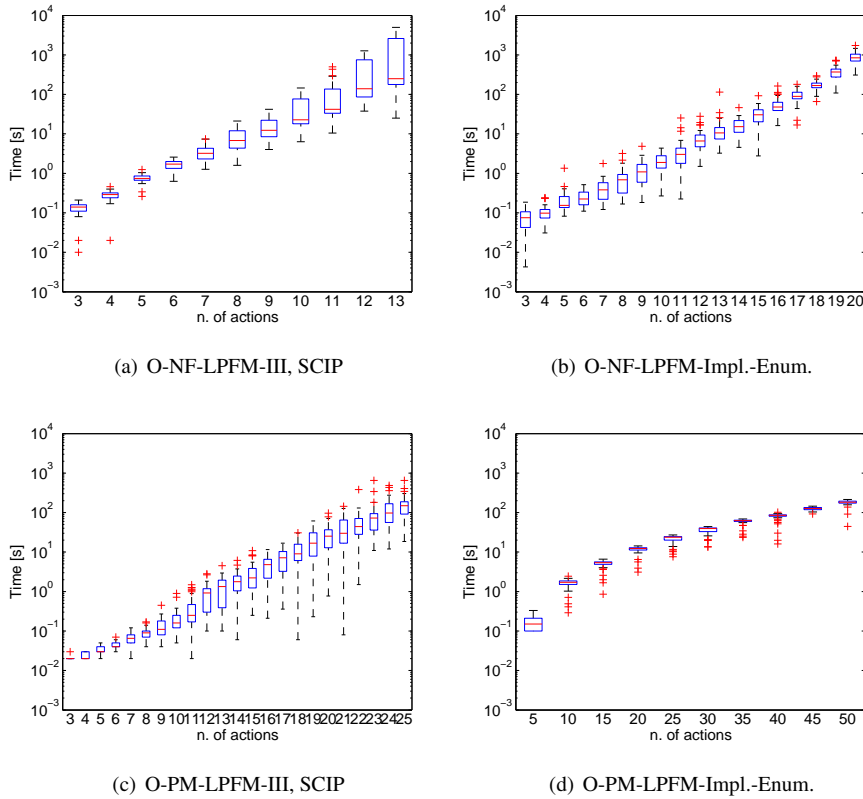 10^4
10^3
10^2
10^1
10^0
10^−1
10^−2
10^−3
Time [s]
3 4 5 6 7 8 9 10 11 12 13
n. of actions
(a) O-NF-LPFM-III, SCIP
10^4
10^3
10^2
10^1
10^0
10^−1
10^−2
10^−3
Time [s]
3 4 5 6 7 8 9 10 11 12 13 14 15 16 17 18 19 20
n. of actions
(b) O-NF-LPFM-Impl.-Enum.
10^4
10^3
10^2
10^1
10^0
10^−1
10^−2
10^−3
Time [s]
3 4 5 6 7 8 9 10 11 12 13 14 15 16 17 18 19 20 21 22 23 24 25
n. of actions
(c) O-PM-LPFM-III, SCIP
10^4
10^3
10^2
10^1
10^0
10^−1
10^−2
10^−3
Time [s]
5 10 15 20 25 30 35 40 45 50
n. of actions
(d) O-PM-LPFM-Impl.-Enum.